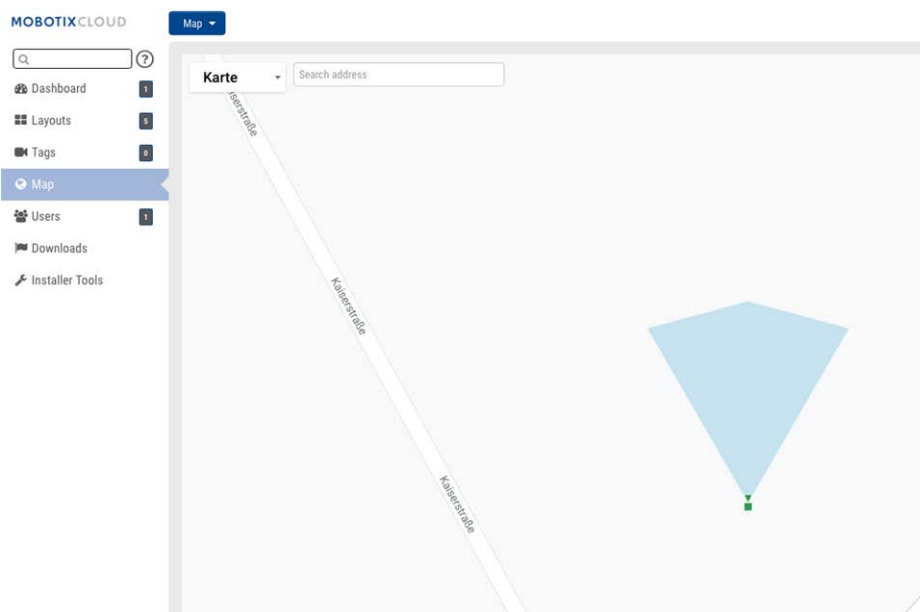 MOBOTIXCLOUD
Map
Dashboard 1
Layouts 5
Tags 0
Map
Users 1
Downloads
Installer Tools
Karte
Search address
Kaiserstraße
Kaiserstraße